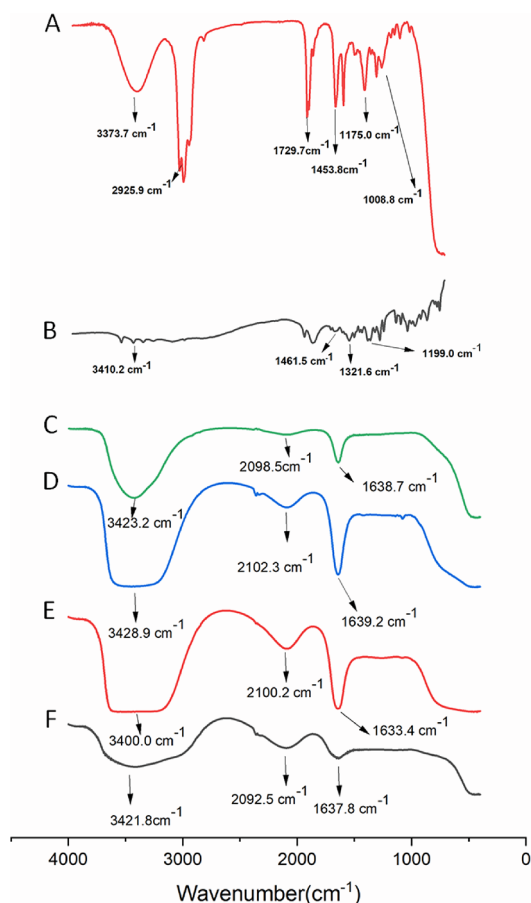 A
3373.7 cm⁻¹
2925.9 cm⁻¹
1729.7 cm⁻¹
1453.8cm⁻¹
1175.0 cm⁻¹
1008.8 cm⁻¹
B
3410.2 cm⁻¹
1461.5 cm⁻¹
1321.6 cm⁻¹
1199.0 cm⁻¹
C
3423.2 cm⁻¹
2098.5cm⁻¹
1638.7 cm⁻¹
D
3428.9 cm⁻¹
2102.3 cm⁻¹
1639.2 cm⁻¹
E
3400.0 cm⁻¹
2100.2 cm⁻¹
1633.4 cm⁻¹
F
3421.8cm⁻¹
2092.5 cm⁻¹
1637.8 cm⁻¹
4000 3000 2000 1000 0
Wavenumber(cm⁻¹)